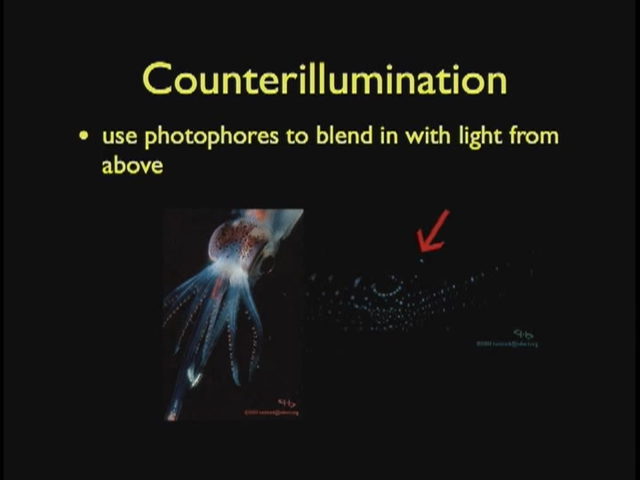 Counterillumination
• use photophores to blend in with light from
above